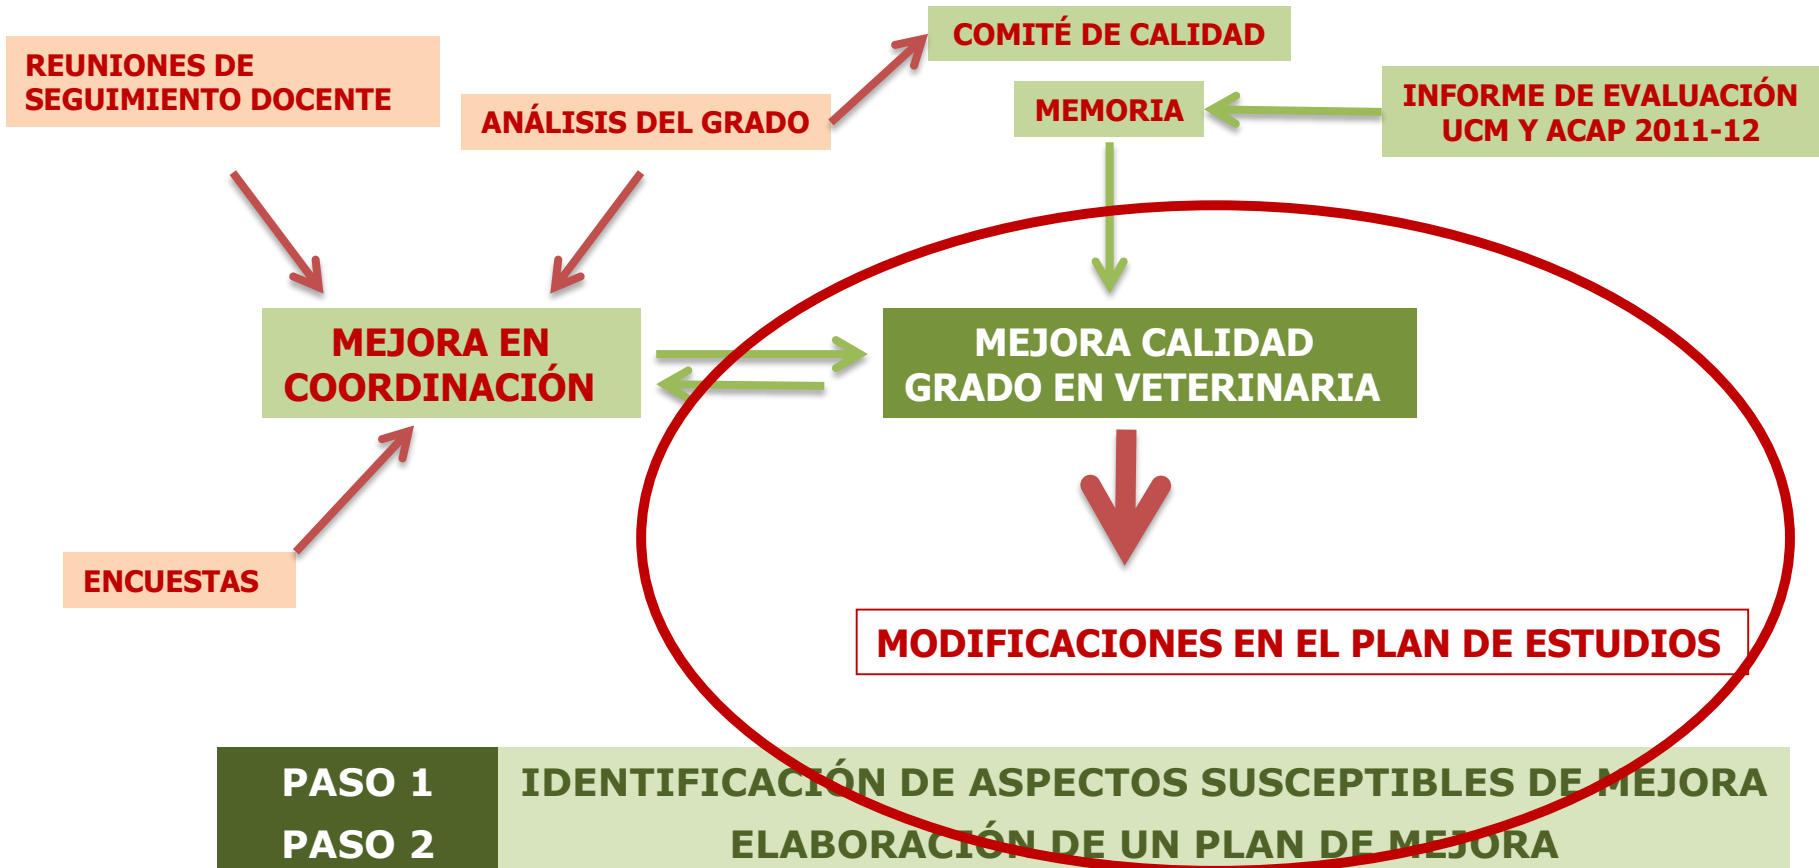 COMITÉ DE CALIDAD
REUNIONES DE
SEGUIMIENTO DOCENTE
ANÁLISIS DEL GRADO
MEMORIA
INFORME DE EVALUACIÓN
UCM Y ACAP 2011-12
MEJORA EN
COORDINACIÓN
MEJORA CALIDAD
GRADO EN VETERINARIA
ENCUESTAS
MODIFICACIONES EN EL PLAN DE ESTUDIOS
PASO 1 IDENTIFICACIÓN DE ASPECTOS SUSCEPTIBLES DE MEJORA
PASO 2 ELABORACIÓN DE UN PLAN DE MEJORA